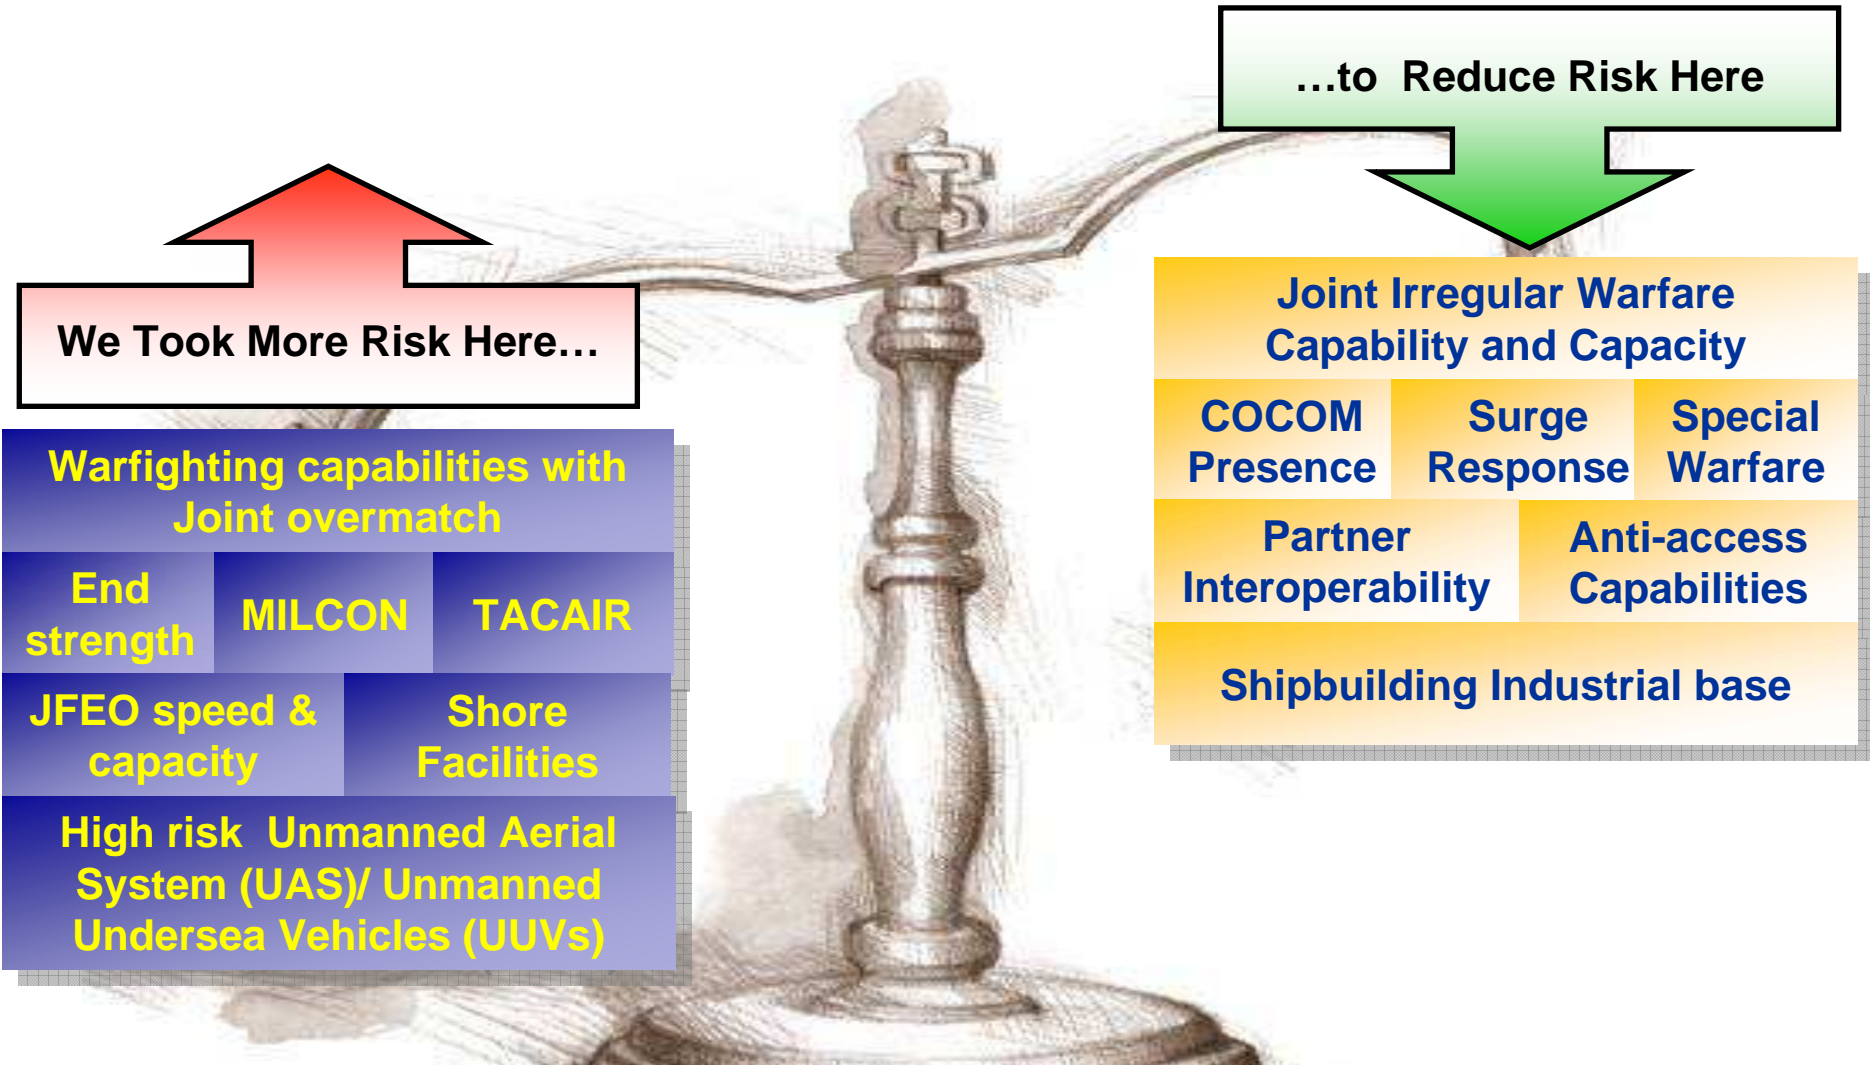 …to Reduce Risk Here
We Took More Risk Here…
Warfighting capabilities with
Joint overmatch
End
strength
MILCON
TACAIR
JFEO speed &
capacity
Shore
Facilities
High risk Unmanned Aerial
System (UAS)/ Unmanned
Undersea Vehicles (UUVs)
Joint Irregular Warfare
Capability and Capacity
COCOM
Presence
Surge
Response
Special
Warfare
Partner
Interoperability
Anti-access
Capabilities
Shipbuilding Industrial base